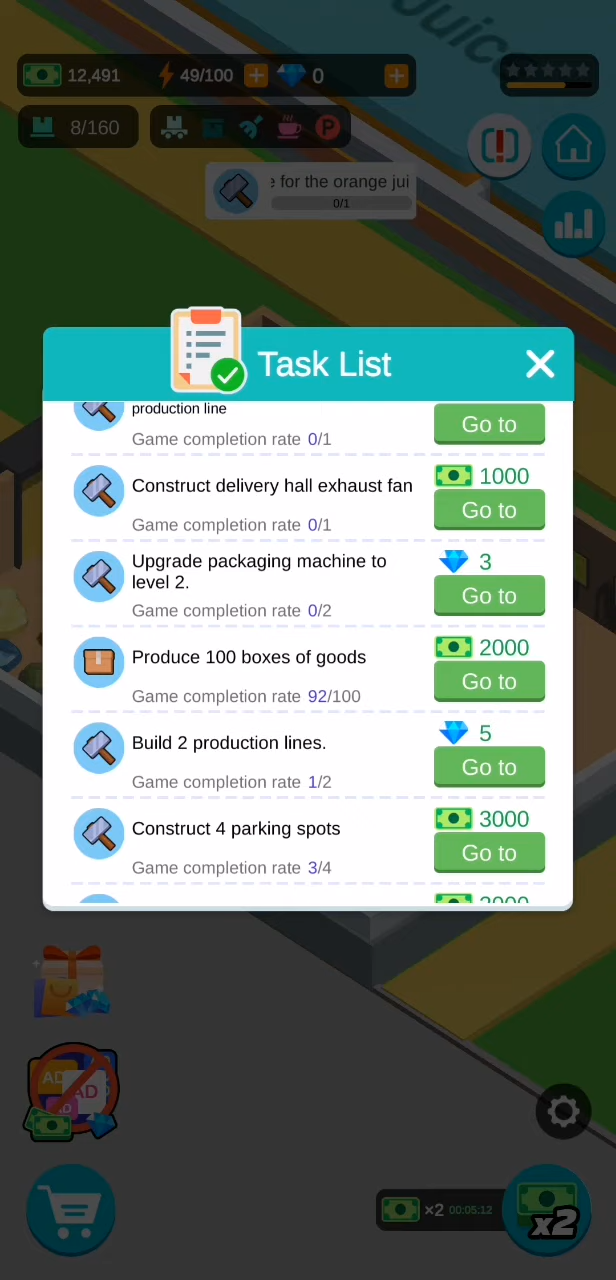 Juic
12,491
49/100
0
8/160
P
e for the orange jui
0/1
Task List
production line
Game completion rate 0/1
Go to
Construct delivery hall exhaust fan
1000
Game completion rate 0/1
Go to
Upgrade packaging machine to
level 2.
3
Game completion rate 0/2
Go to
Produce 100 boxes of goods
2000
Game completion rate 92/100
Go to
Build 2 production lines.
5
Game completion rate 1/2
Go to
Construct 4 parking spots
3000
Game completion rate 3/4
Go to
AD
AD
AD
×2 00:05:12
x2